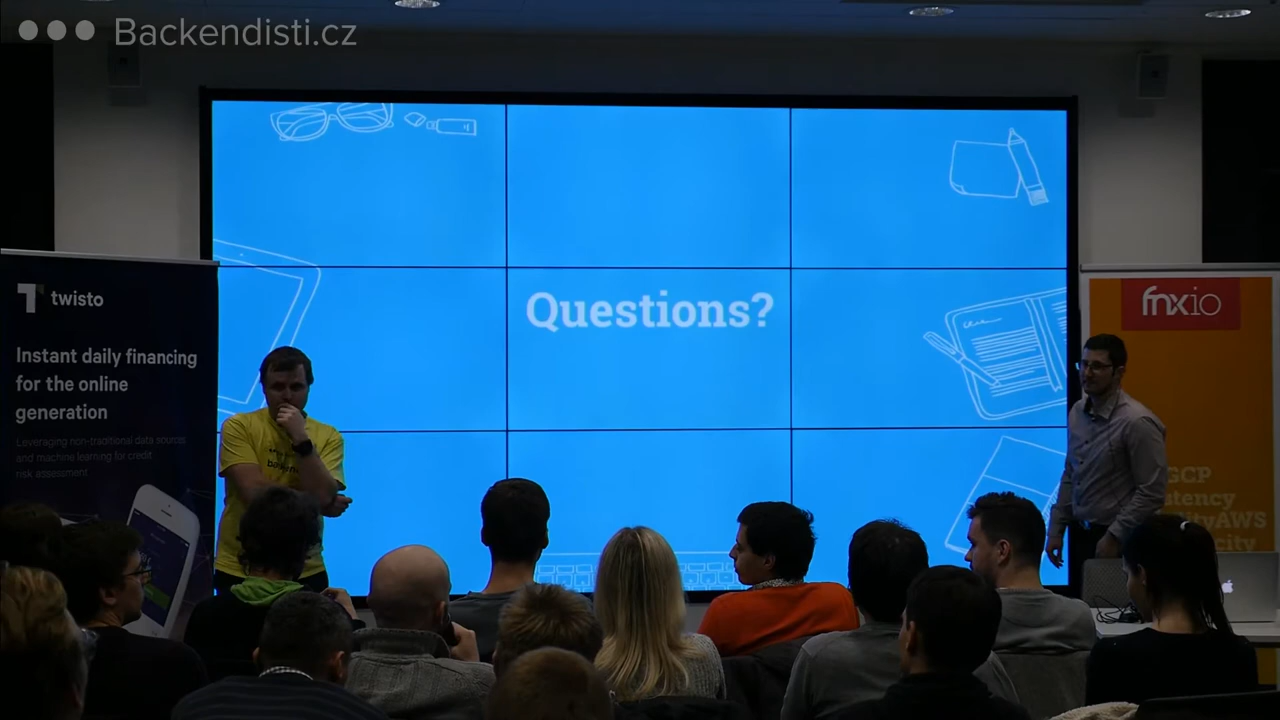 Backendisti.cz
Questions?
twisto
Instant daily financing
for the online
generation
Leveraging non-traditional data sources
and machine learning for credit
risk assessment
fnxio
GCP
AWS